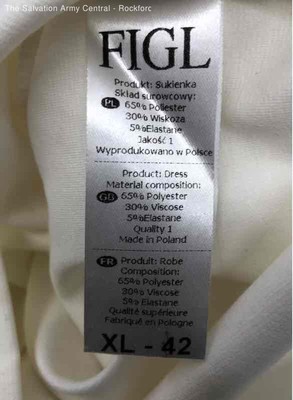 The Salvation Army Central - Rockford
FIGL
Produkt: Sukienka
Skład surowcowy:
PL 65% Poliester
30% Wiskoza
5%Elastane
Jakość 1
Wyprodukowano w Polsce
Product: Dress
Material composition:
GB 65% Polyester
30% Viscose
5%Elastane
Quality 1
Made in Poland
FR Produit: Robe
Composition:
65% Polyester
30% Viscose
5% Elastane
Qualité supérieure
Fabriqué en Pologne
XL - 42